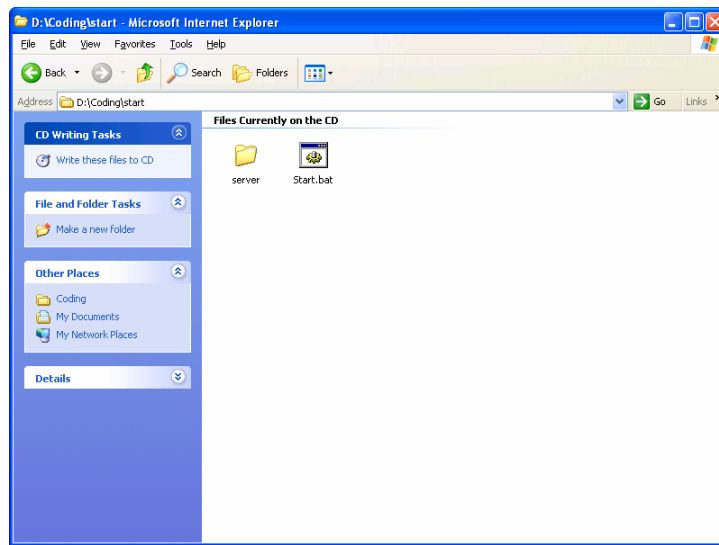 D:\Coding\start - Microsoft Internet Explorer
File Edit View Favorites Tools Help
Back Search Folders
Address D:\Coding\start Go Links
CD Writing Tasks
Write these files to CD
File and Folder Tasks
Make a new folder
Other Places
Coding
My Documents
My Network Places
Details
Files Currently on the CD
server Start.bat